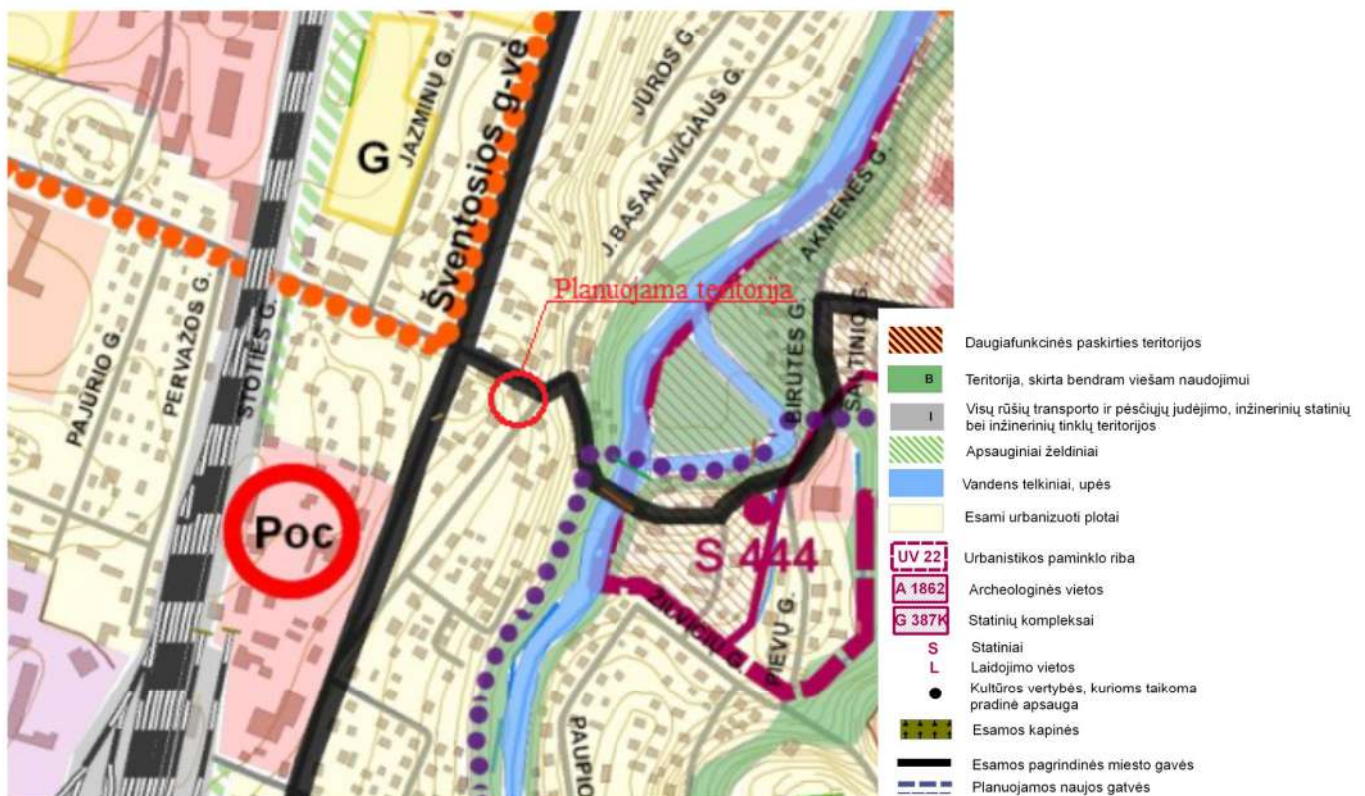 JAZMINŲ G.
G
Šventosios g-vė
JŪROS G.
J.BASANAVIČIAUS G.
AKMENĖS G.
Planuojama teritorija
PAJŪRIO G.
PERVAZOS G.
STOTIES G.
BIRUTĖS G.
ŠALTINIO G.
Poc
S 444
ŽILVIČIŲ G.
PIEVŲ G.
PAUPIO
Daugiafunkcinės paskirties teritorijos
B Teritorija, skirta bendram viešam naudojimui
I Visų rūšių transporto ir pėsčiųjų judėjimo, inžinerinių statinių
bei inžinerinių tinklų teritorijos
Apsauginiai želdiniai
Vandens telkiniai, upės
Esami urbanizuoti plotai
UV 22 Urbanistikos paminklo riba
A 1862 Archeologinės vietos
G 387K Statinių kompleksai
S Statiniai
L Laidojimo vietos
Kultūros vertybės, kurioms taikoma
pradinė apsauga
Esamos kapinės
Esamos pagrindinės miesto gavės
Planuojamos naujos gatvės